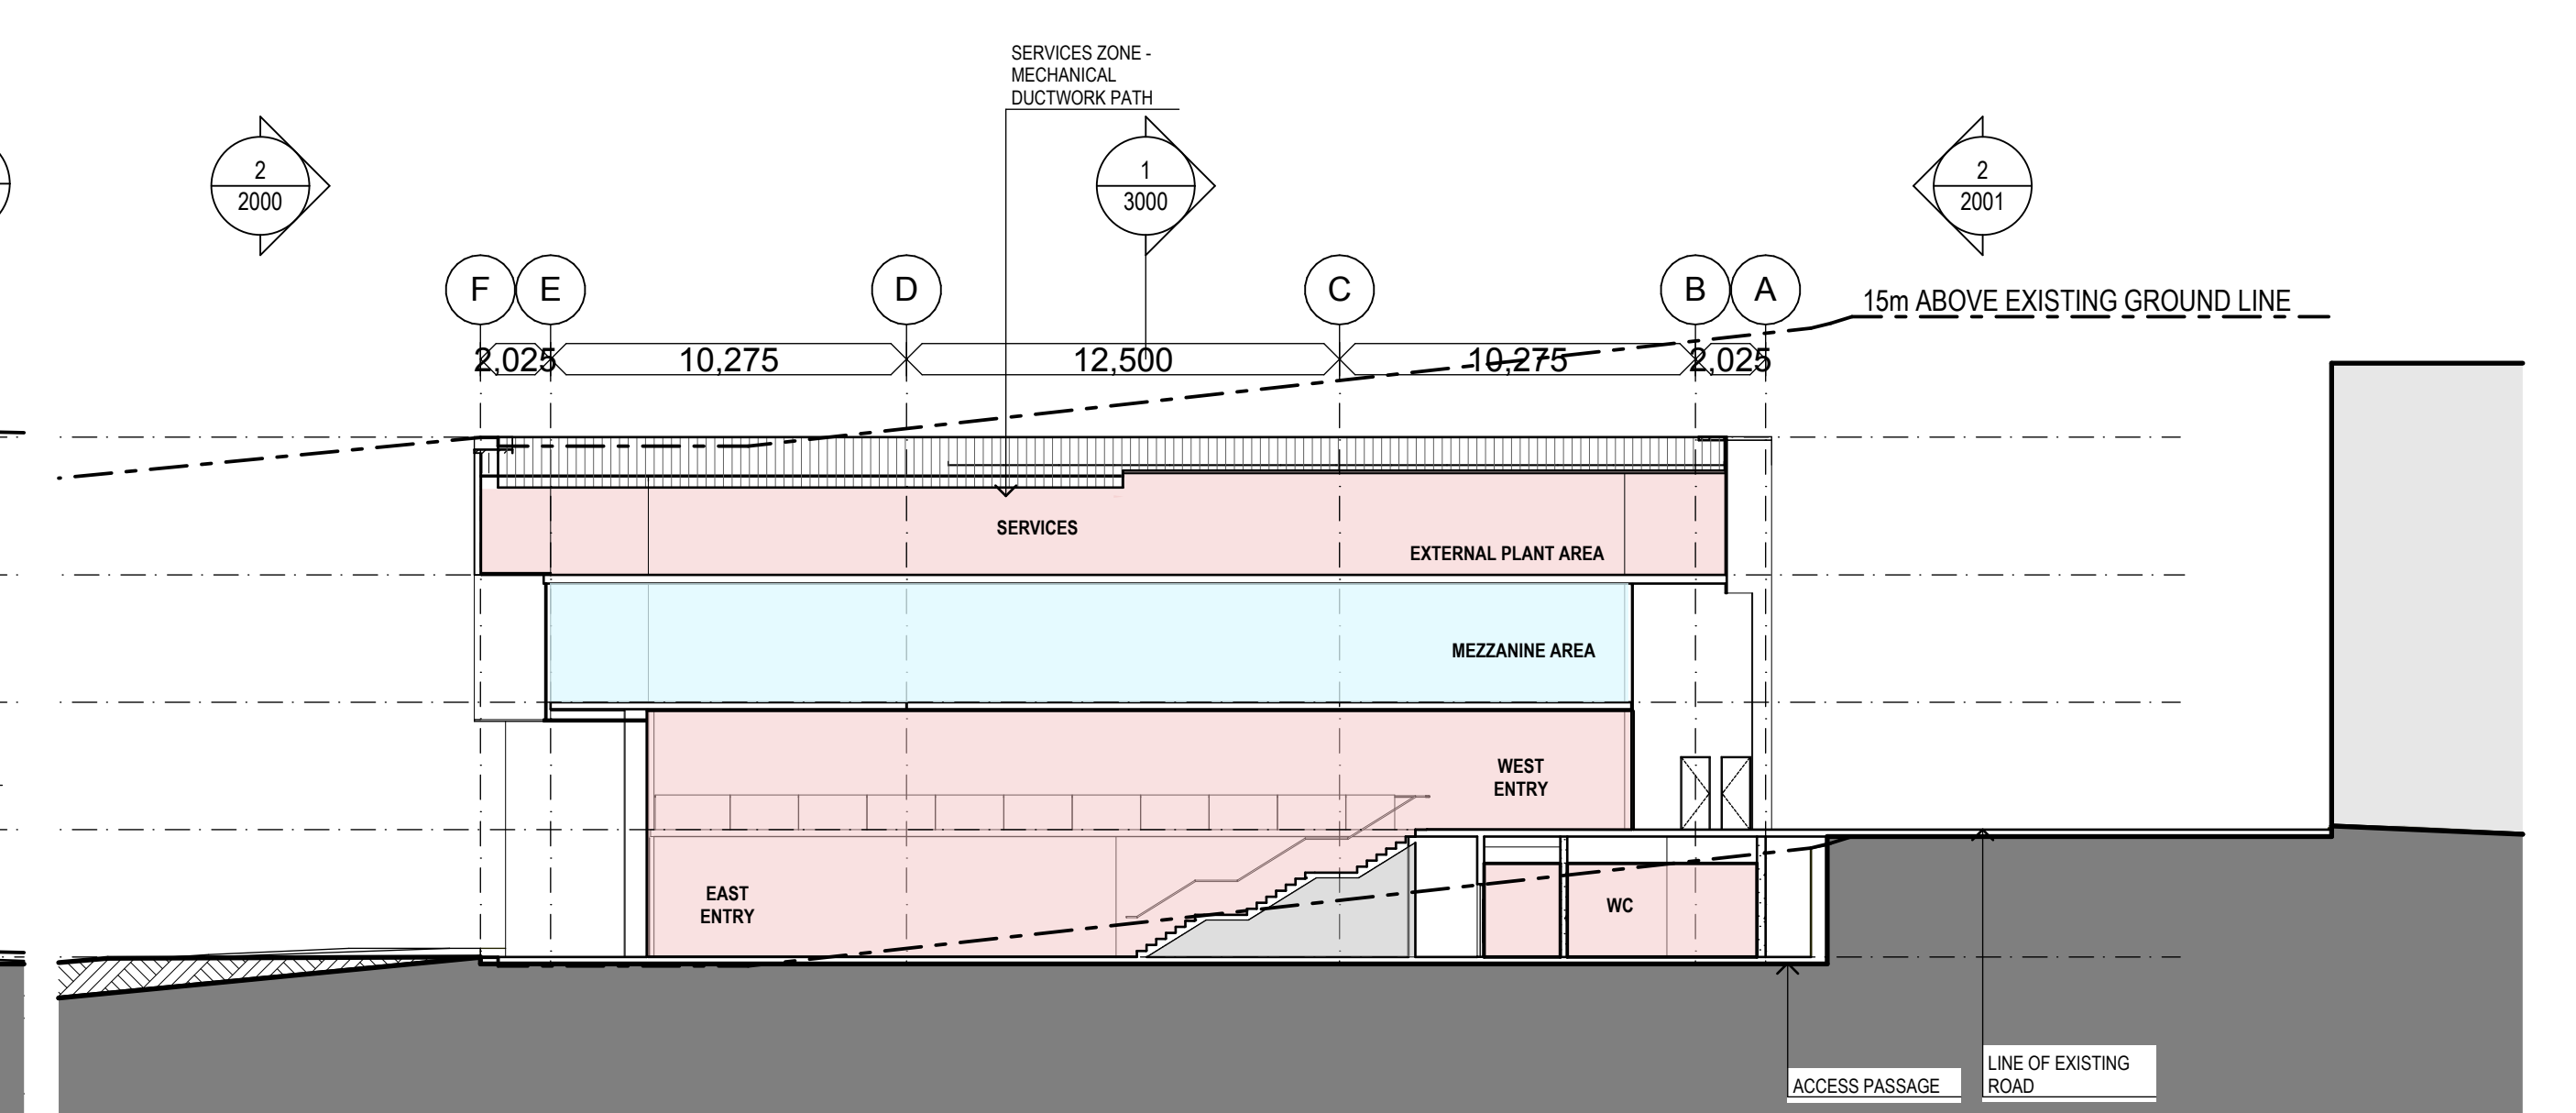 SERVICES ZONE -
MECHANICAL
DUCTWORK PATH
2
2000
1
3000
2
2001
F
E
D
C
B
A
15m ABOVE EXISTING GROUND LINE
2,025
10,275
12,500
10,275
2,025
SERVICES
EXTERNAL PLANT AREA
MEZZANINE AREA
WEST
ENTRY
EAST
ENTRY
WC
LINE OF EXISTING
ROAD
ACCESS PASSAGE